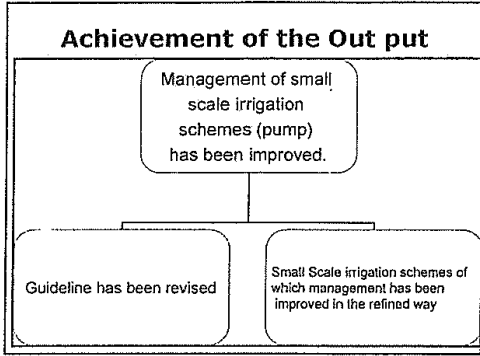 Achievement of the Out put
Management of small
scale irrigation
schemes (pump)
has been improved.
Guideline has been revised
Small Scale irrigation schemes of
which management has been
improved in the refined way